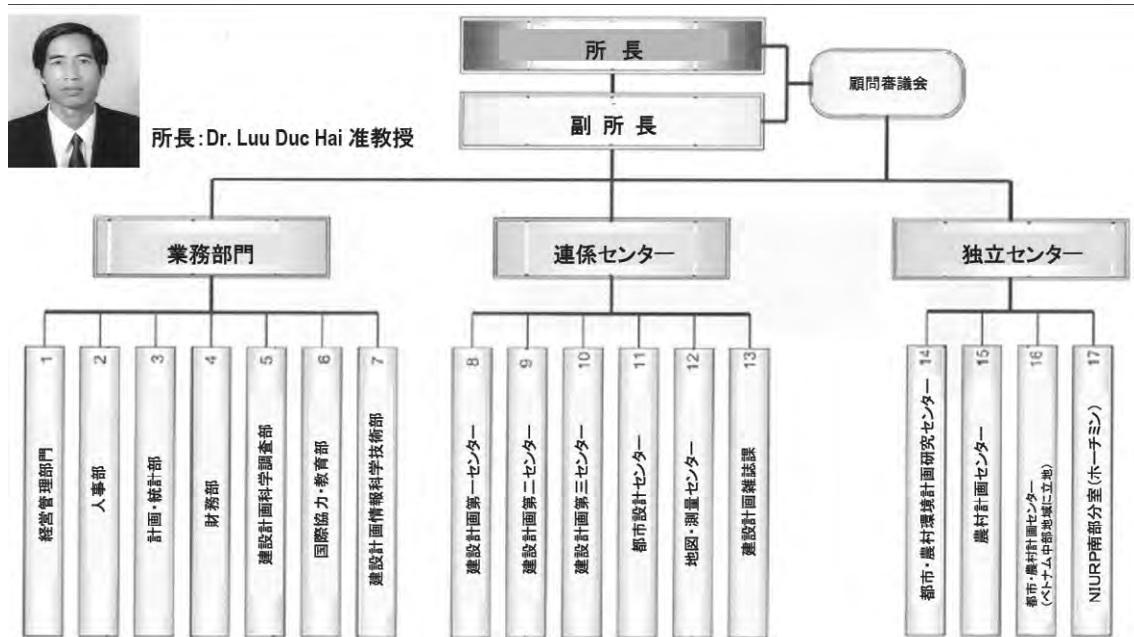 所長
副所長
顧問審議会
所長:Dr. Luu Duc Hai 准教授
業務部門
連係センター
独立センター
1 経営管理部門
2 人事部
3 計画・統計部
4 財務部
5 建設計画科学調査部
6 国際協力・教育部
7 建設計画情報科学技術部
8 建設計画第一センター
9 建設計画第二センター
10 建設計画第三センター
11 都市設計センター
12 地図・測量センター
13 建設計画雑誌課
14 都市・農村環境計画研究センター
15 農村計画センター
16 都市・農村計画センター
(ベトナム中部地域に立地)
17 NIURP南部分室(ホーチミン)